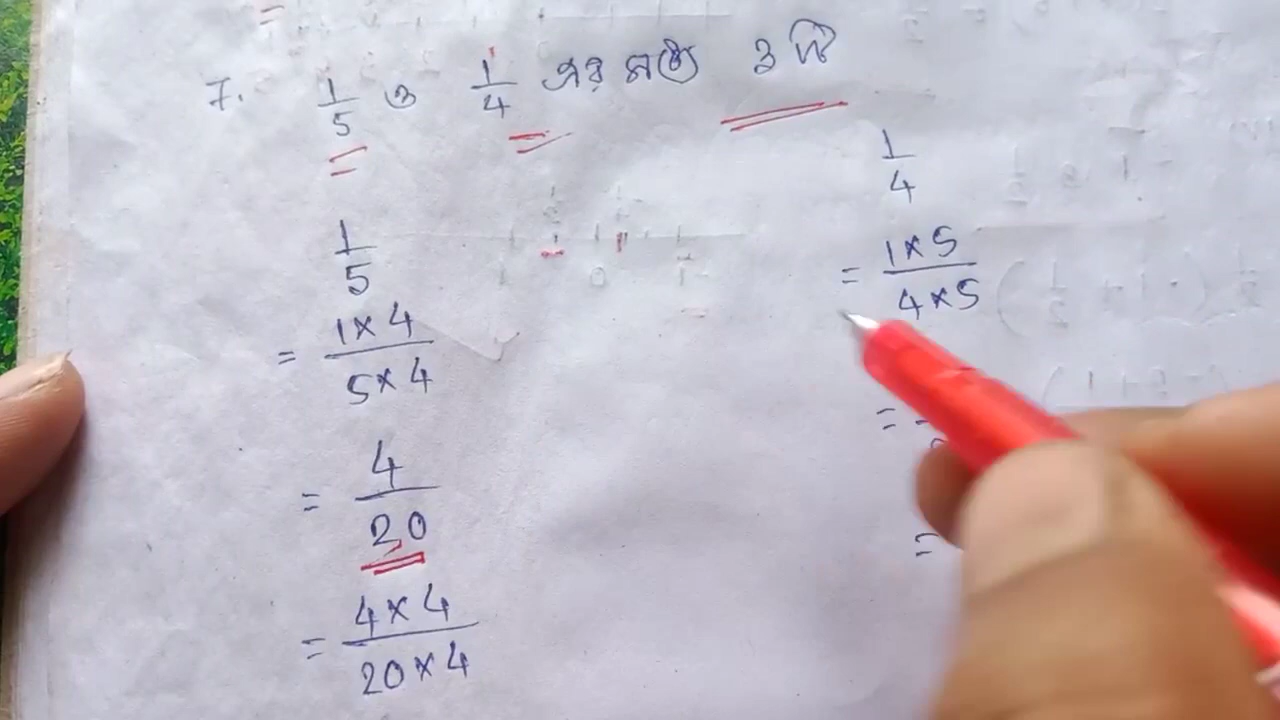 7. 1/5 ও 1/4 এর মধ্যে ৩টি
1/5
= 1×4 / 5×4
= 4/20
= 4×4 / 20×4
1/4
= 1×5 / 4×5
=
=